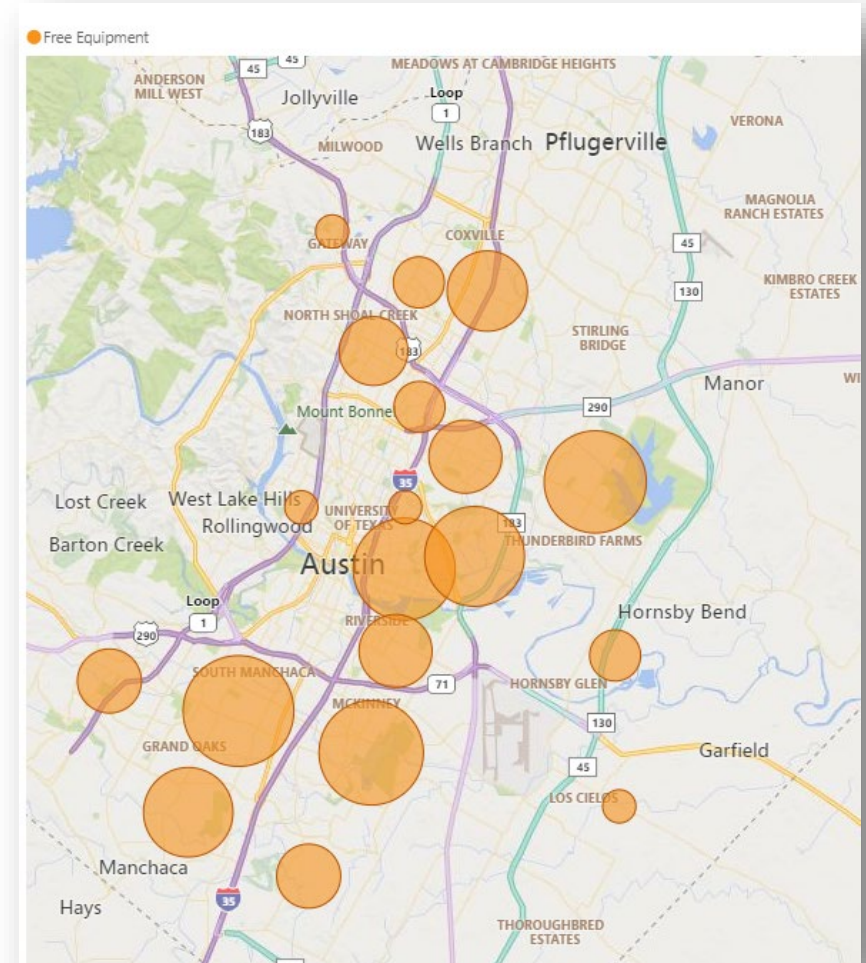 Free Equipment
45
45
MEADOWS AT CAMBRIDGE HEIGHTS
ANDERSON
MILL WEST
Jollyville
Loop
1
183
VERONA
MILWOOD
Wells Branch
Pflugerville
MAGNOLIA
RANCH ESTATES
GATEWAY
COXVILLE
45
130
KIMBRO CREEK
ESTATES
NORTH SHOAL CREEK
183
STIRLING
BRIDGE
Manor
WI
290
Mount Bonne
35
Lost Creek
West Lake Hills
UNIVERSITY
OF TEXAS
Rollingwood
183
THUNDERBIRD FARMS
Barton Creek
Austin
Loop
1
290
RIVERSIDE
Hornsby Bend
SOUTH MANCHACA
71
HORNSBY GLEN
MCKINNEY
130
GRAND OAKS
Garfield
45
LOS CIELOS
Manchaca
35
Hays
THOROUGHBRED
ESTATES